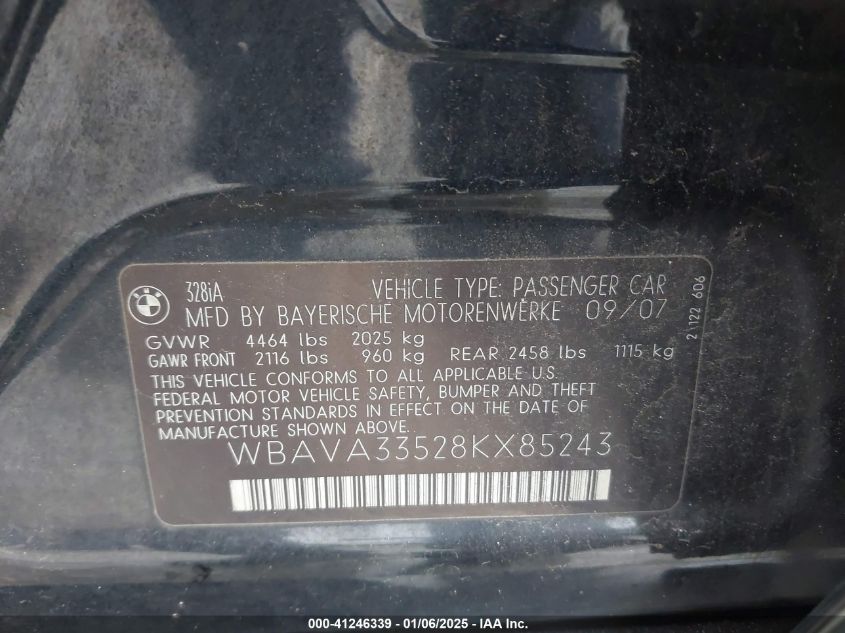 BMW
328iA VEHICLE TYPE: PASSENGER CAR
MFD BY BAYERISCHE MOTORENWERKE 09/07
GVWR 4464 lbs 2025 kg
GAWR FRONT 2116 lbs 960 kg REAR 2458 lbs 1115 kg
THIS VEHICLE CONFORMS TO ALL APPLICABLE U.S.
FEDERAL MOTOR VEHICLE SAFETY, BUMPER AND THEFT
PREVENTION STANDARDS IN EFFECT ON THE DATE OF
MANUFACTURE SHOWN ABOVE.
WBAVA33528KX85243
2 122 606
000-41246339 - 01/06/2025 - IAA Inc.